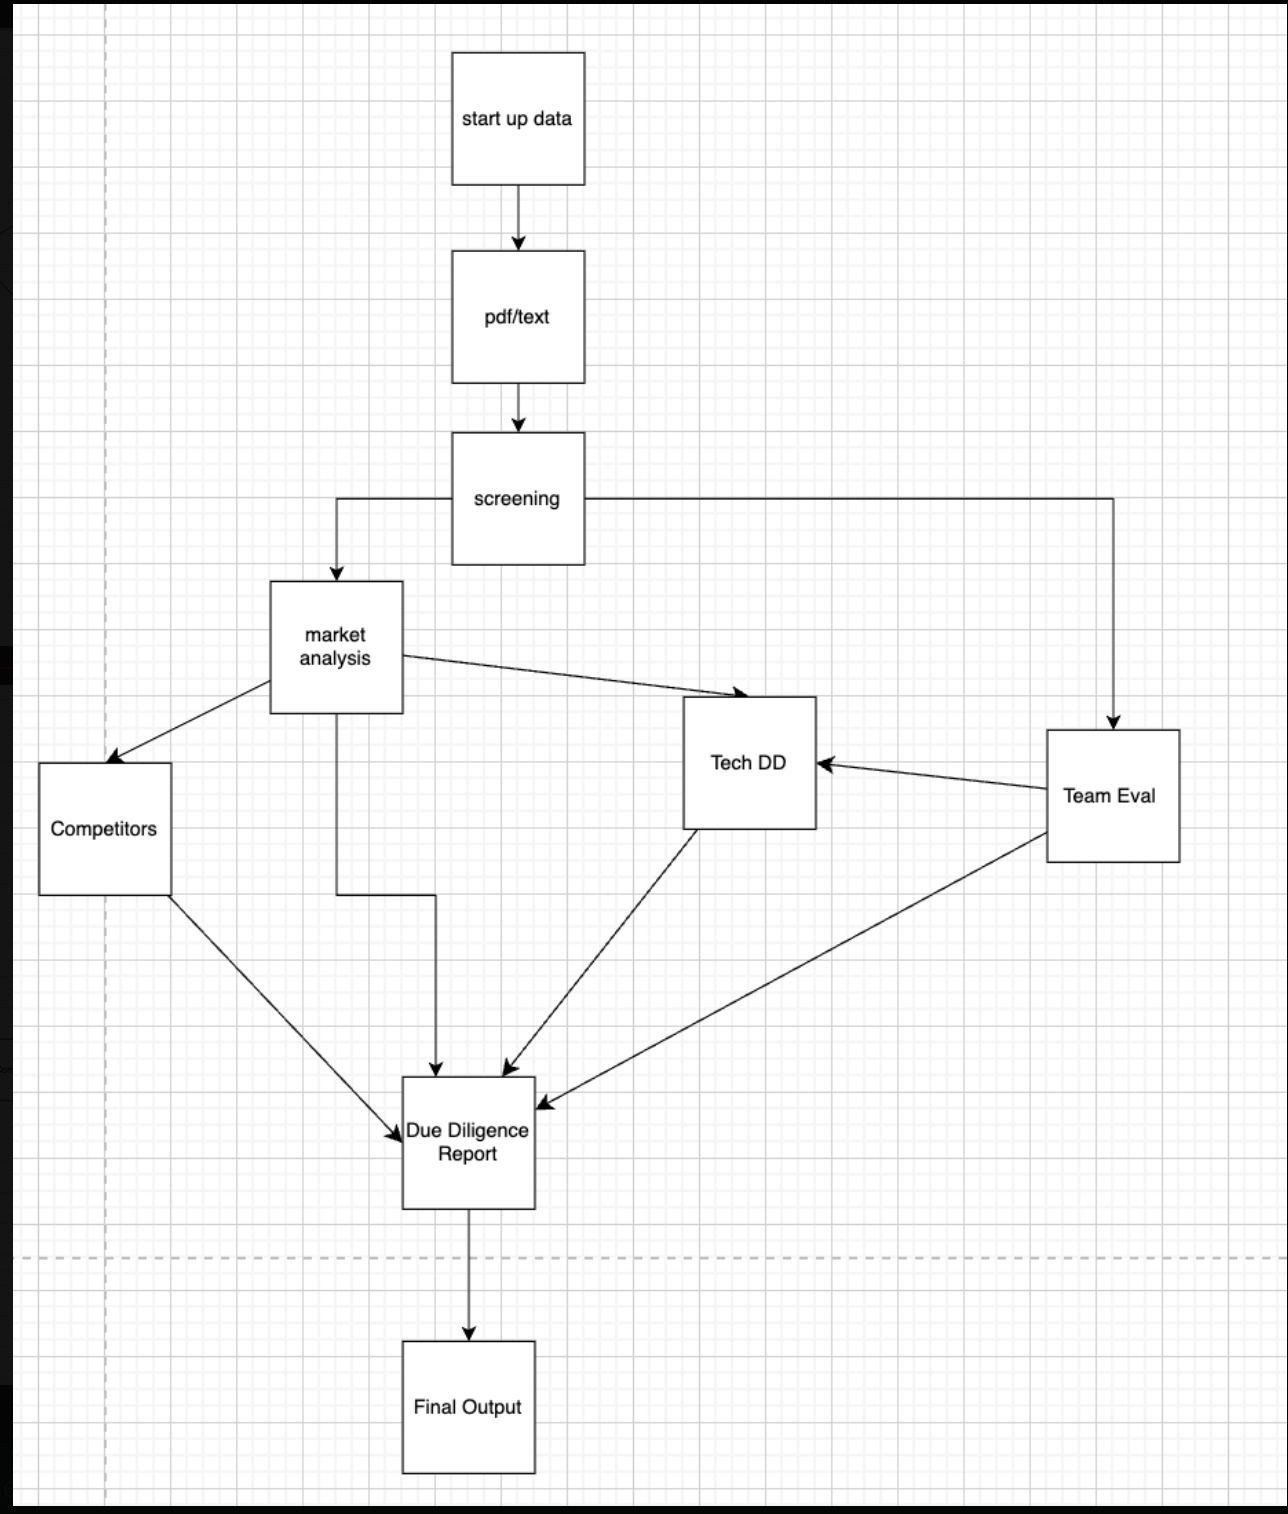 start up data
pdf/text
screening
market
analysis
Tech DD
Team Eval
Competitors
Due Diligence
Report
Final Output